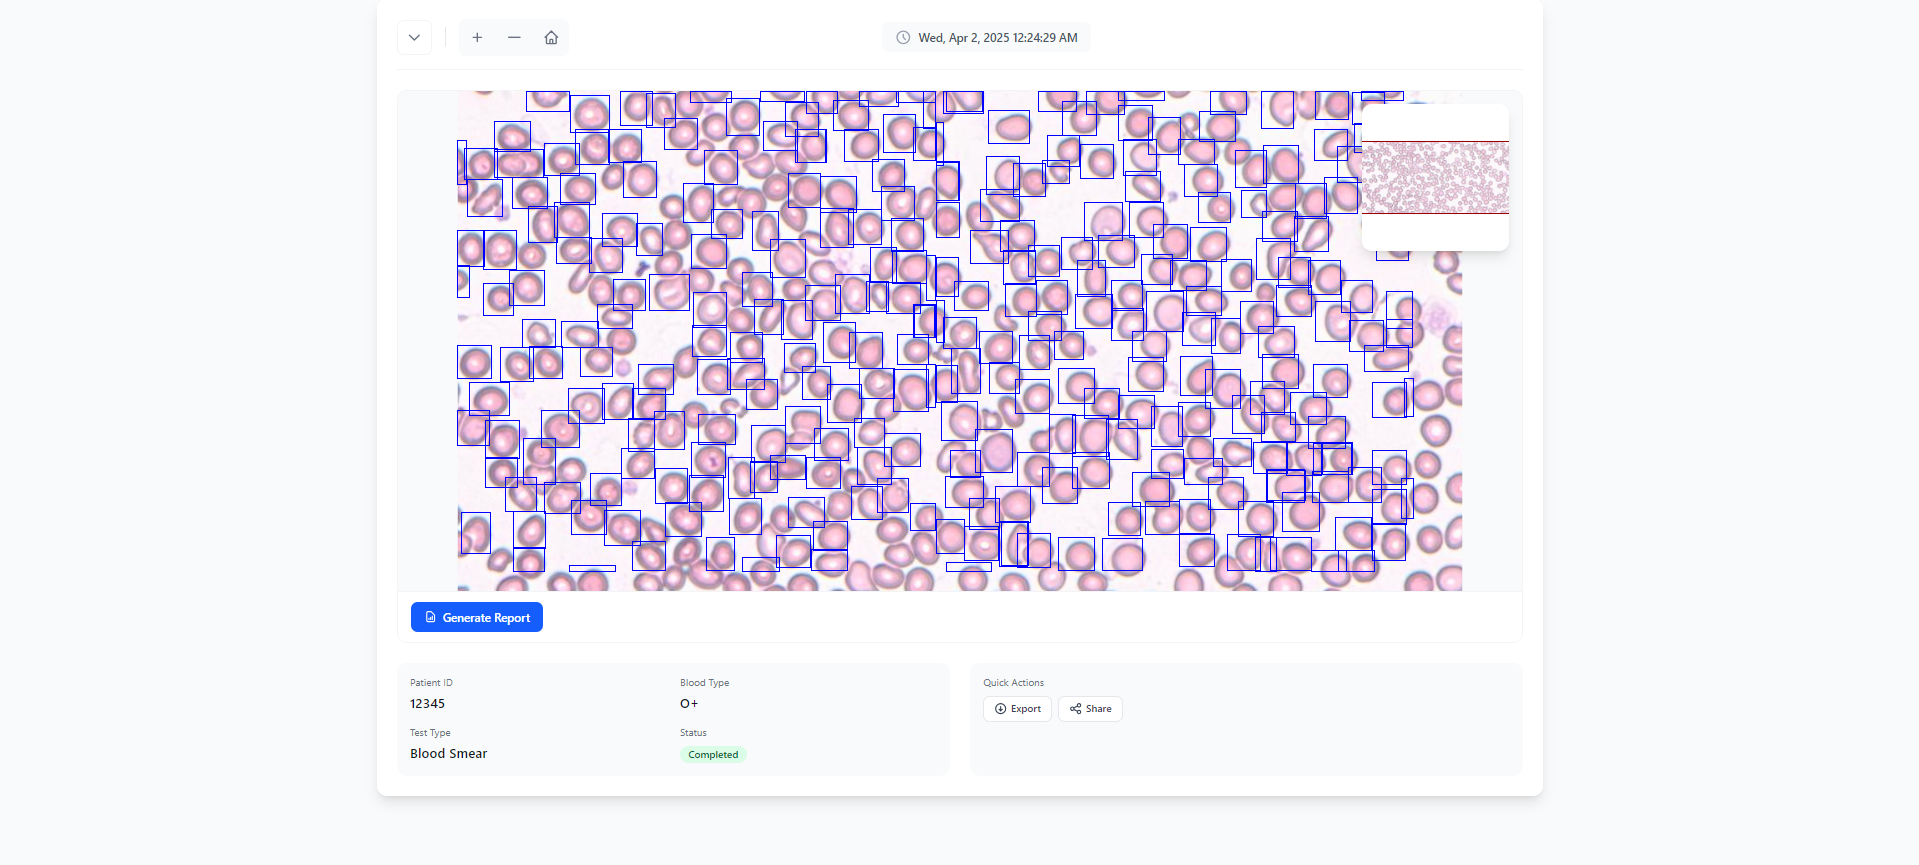 Wed, Apr 2, 2025 12:24:29 AM
Generate Report
Patient ID
12345
Blood Type
O+
Test Type
Blood Smear
Status
Completed
Quick Actions
Export
Share